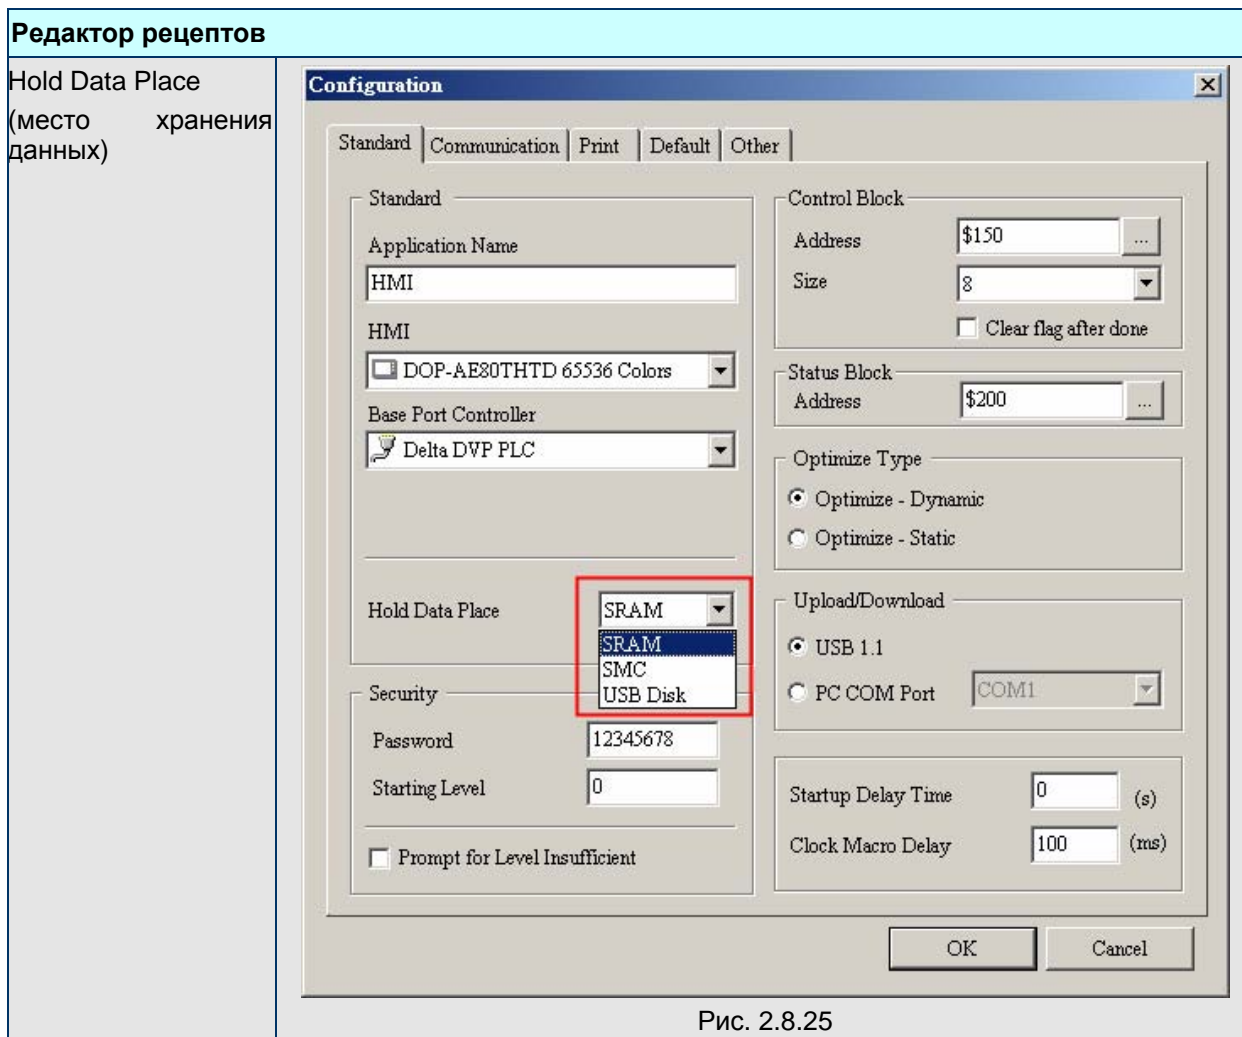 Редактор рецептов
Hold Data Place
(место хранения
данных)
Configuration
Standard Communication Print Default Other
Standard
Application Name
HMI
HMI
DOP-AE80THTD 65536 Colors
Base Port Controller
Delta DVP PLC
Hold Data Place SRAM
SRAM
SMC
USB Disk
Security
Password 12345678
Starting Level 0
Prompt for Level Insufficient
Control Block
Address $150 ...
Size 8
Clear flag after done
Status Block
Address $200 ...
Optimize Type
Optimize - Dynamic
Optimize - Static
Upload/Download
USB 1.1
PC COM Port COM1
Startup Delay Time 0 (s)
Clock Macro Delay 100 (ms)
OK Cancel
Рис. 2.8.25